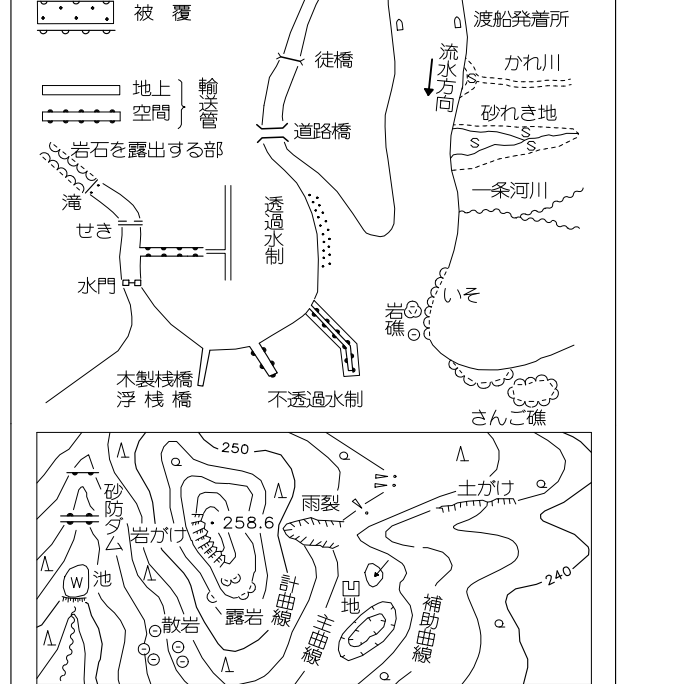 被覆
渡船発着所
流水方向
徒橋
かれ川
地上
空間
輸送管
道路橋
砂れき地
S
S
S
岩石を露出する部
滝
一条河川
せき
透過水制
水門
いそ
岩礁
木製桟橋
浮桟橋
不透過水制
さんご礁
250
砂防ダム
雨裂
土がけ
岩がけ
258.6
池
W
計曲線
凹地
240
露岩
主曲線
補助曲線
散岩